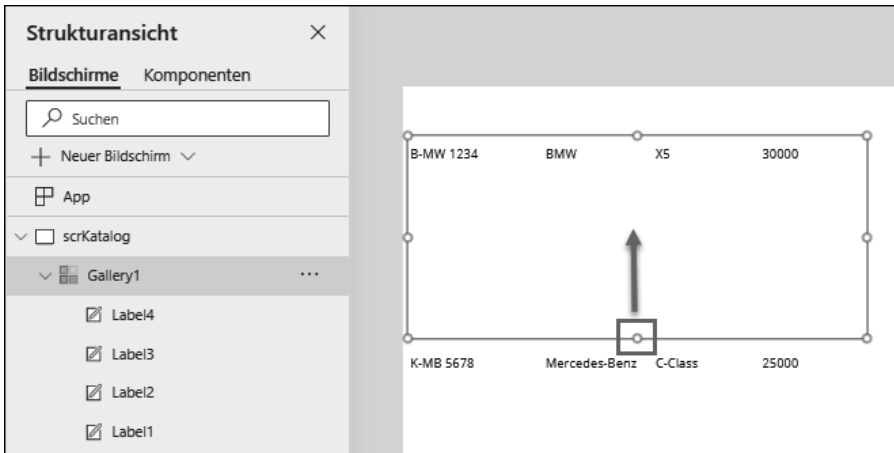 Strukturansicht
Bildschirme Komponenten
Suchen
Neuer Bildschirm
App
scrKatalog
Gallery1 ...
Label4
Label3
Label2
Label1
B-MW 1234 BMW X5 30000
K-MB 5678 Mercedes-Benz C-Class 25000